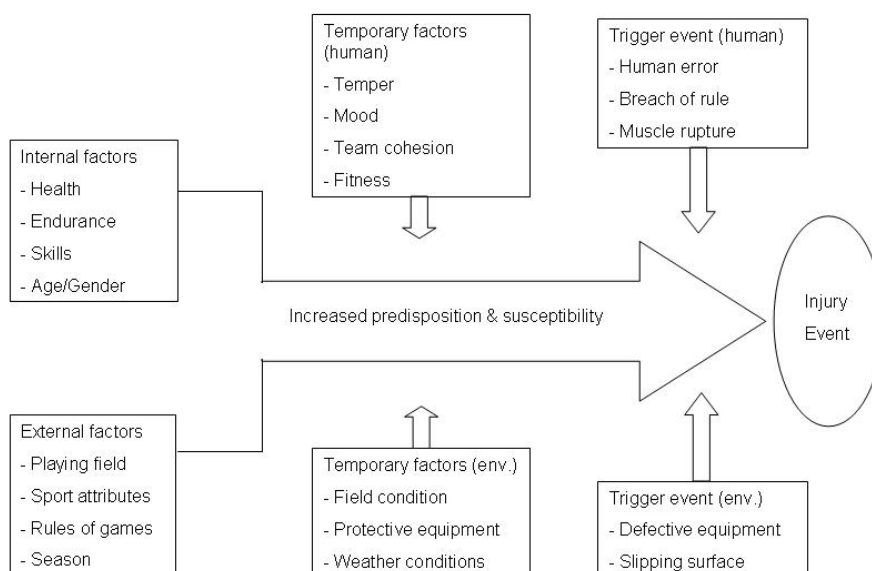 Internal factors
- Health
- Endurance
- Skills
- Age/Gender
External factors
- Playing field
- Sport attributes
- Rules of games
- Season
Temporary factors
(human)
- Temper
- Mood
- Team cohesion
- Fitness
Increased predisposition & susceptibility
Temporary factors (env.)
- Field condition
- Protective equipment
- Weather conditions
Trigger event (human)
- Human error
- Breach of rule
- Muscle rupture
Trigger event (env.)
- Defective equipment
- Slipping surface
Injury
Event